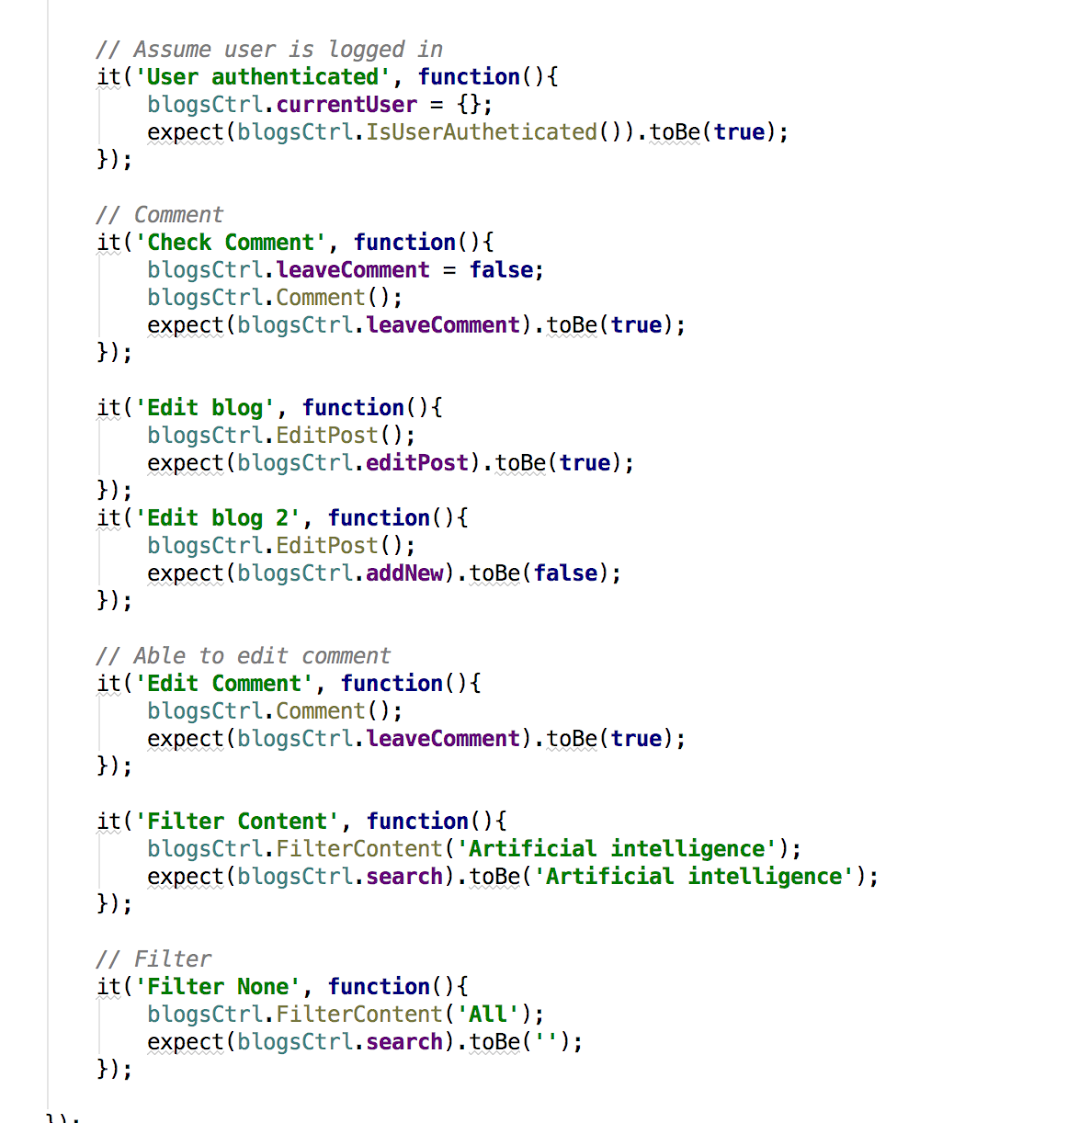 // Assume user is logged in
it('User authenticated', function(){
blogsCtrl.currentUser = {};
expect(blogsCtrl.IsUserAutheticated()).toBe(true);
});
// Comment
it('Check Comment', function(){
blogsCtrl.leaveComment = false;
blogsCtrl.Comment();
expect(blogsCtrl.leaveComment).toBe(true);
});
it('Edit blog', function(){
blogsCtrl.EditPost();
expect(blogsCtrl.editPost).toBe(true);
});
it('Edit blog 2', function(){
blogsCtrl.EditPost();
expect(blogsCtrl.addNew).toBe(false);
});
// Able to edit comment
it('Edit Comment', function(){
blogsCtrl.Comment();
expect(blogsCtrl.leaveComment).toBe(true);
});
it('Filter Content', function(){
blogsCtrl.FilterContent('Artificial intelligence');
expect(blogsCtrl.search).toBe('Artificial intelligence');
});
// Filter
it('Filter None', function(){
blogsCtrl.FilterContent('All');
expect(blogsCtrl.search).toBe('');
});
});